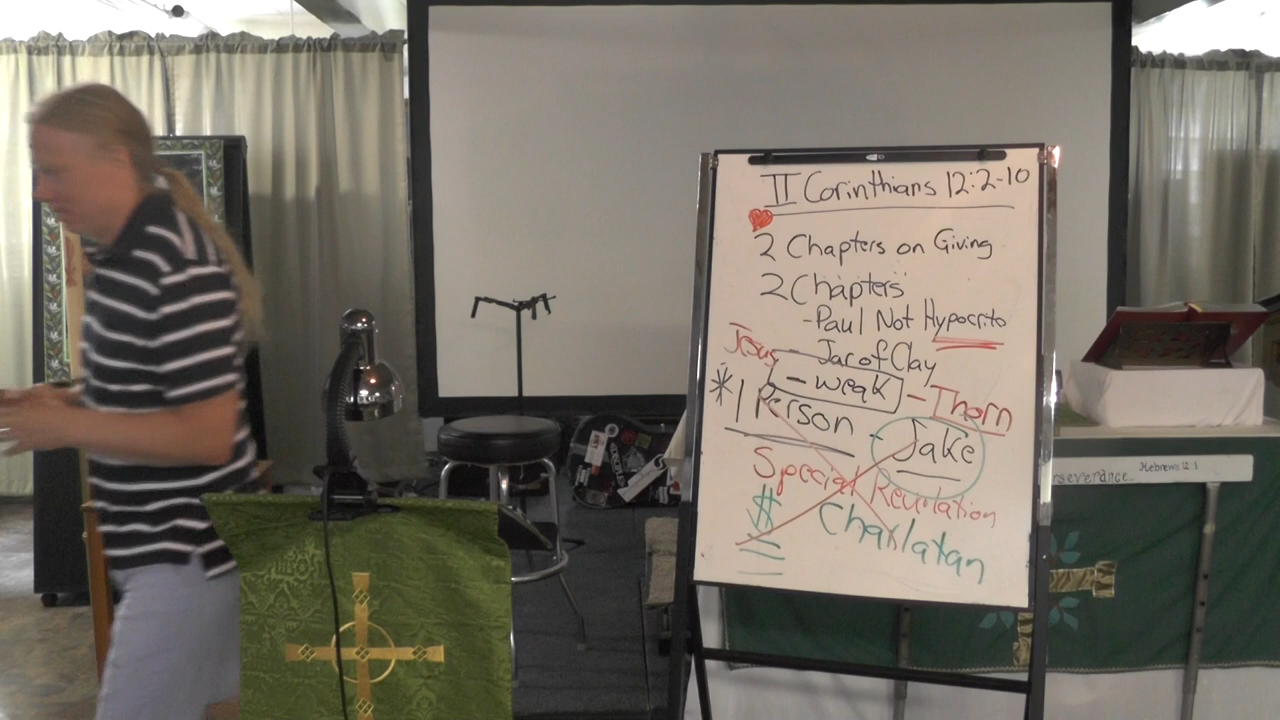 II Corinthians 12:2-10
2 Chapters on Giving
2 Chapters
-Paul Not Hypocrite
Jesus - Jar of Clay
- weak - Thorn
* 1 Person - Jake
Special Revelation
$ Charlatan
rseverance... Hebrews 12:1